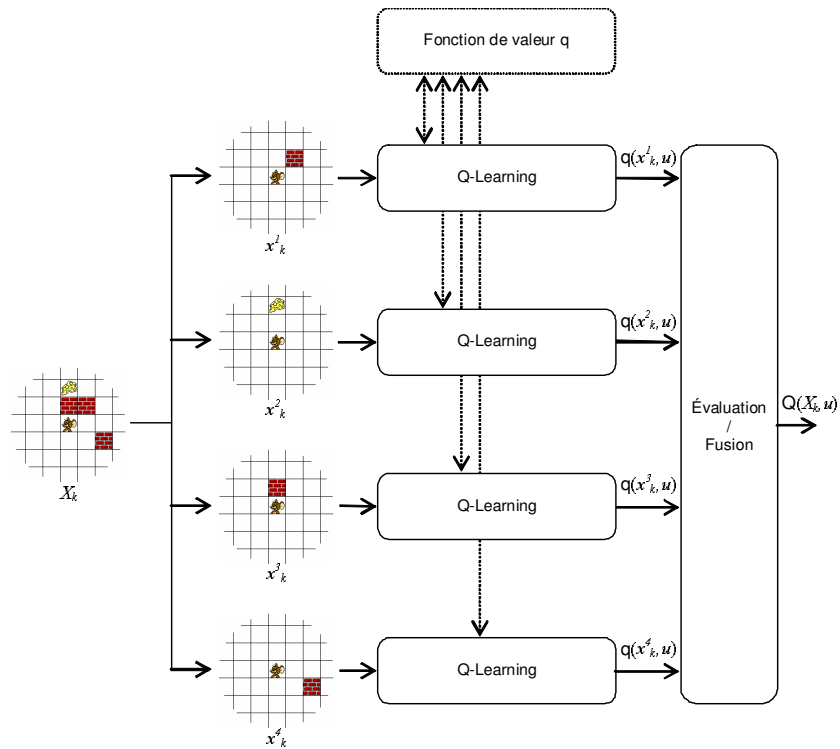 Fonction de valeur q
Q-Learning
q(x¹ₖ, u)
x¹ₖ
Q-Learning
q(x²ₖ, u)
x²ₖ
Xₖ
Évaluation
/
Fusion
Q(Xₖ, u)
Q-Learning
q(x³ₖ, u)
x³ₖ
Q-Learning
q(x⁴ₖ, u)
x⁴ₖ